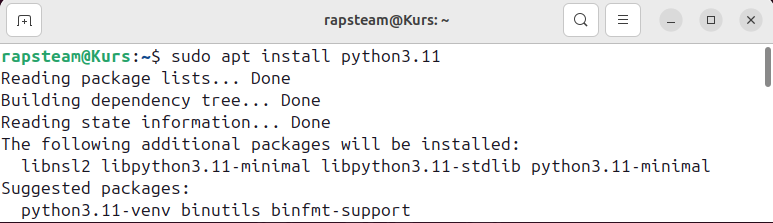 rapsteam@Kurs: ~
rapsteam@Kurs:~$ sudo apt install python3.11
Reading package lists... Done
Building dependency tree... Done
Reading state information... Done
The following additional packages will be installed:
  libnsl2 libpython3.11-minimal libpython3.11-stdlib python3.11-minimal
Suggested packages:
  python3.11-venv binutils binfmt-support